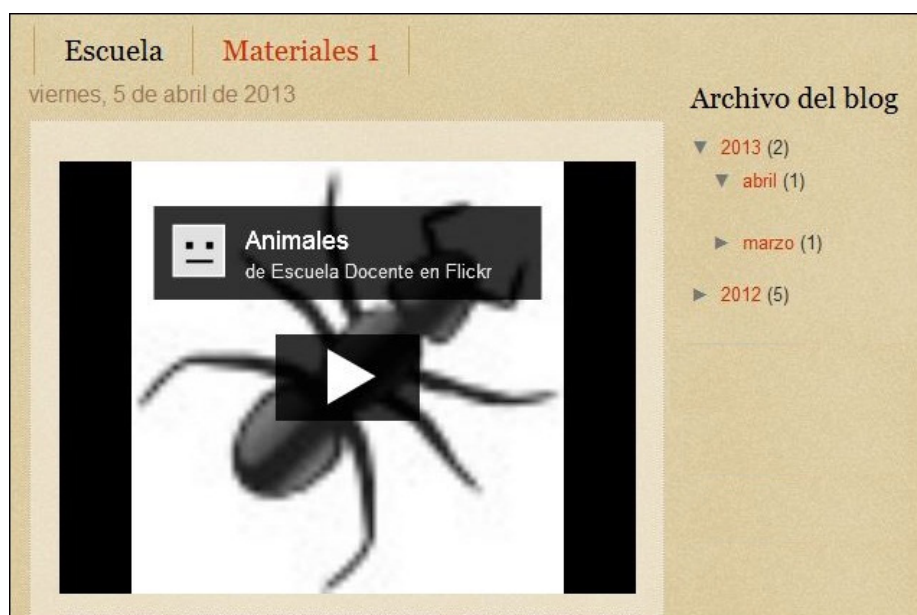 Escuela
Materiales 1
viernes, 5 de abril de 2013
Animales
de Escuela Docente en Flickr
Archivo del blog
▼ 2013 (2)
▼ abril (1)
► marzo (1)
► 2012 (5)